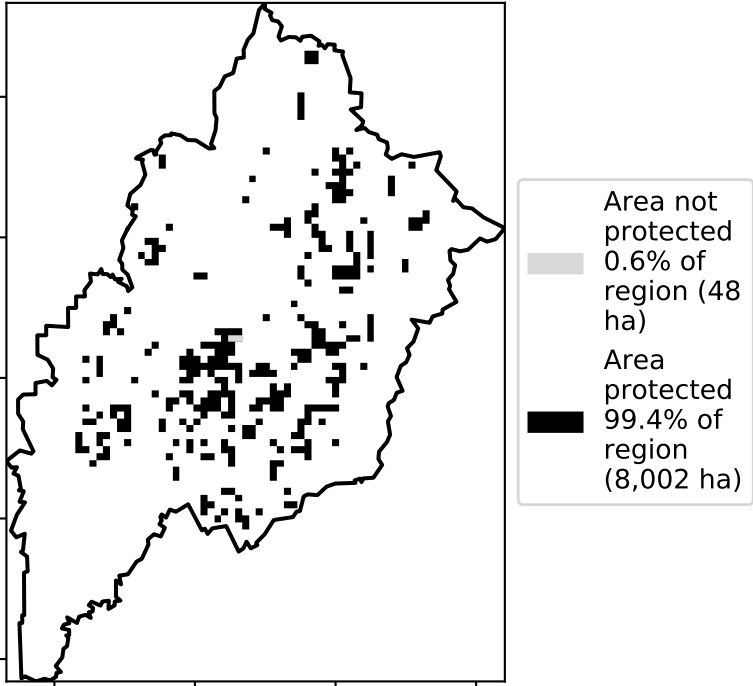 Area not
protected
0.6% of
region (48
ha)
Area
protected
99.4% of
region
(8,002 ha)